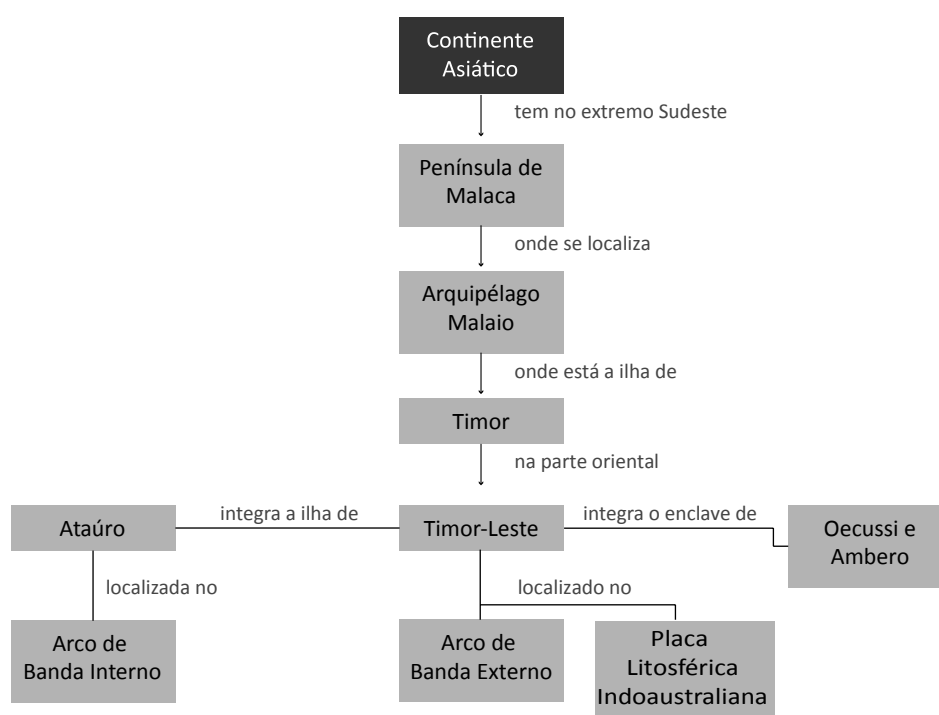 Continente
Asiático
tem no extremo Sudeste
Península de
Malaca
onde se localiza
Arquipélago
Malaio
onde está a ilha de
Timor
na parte oriental
Ataúro
integra a ilha de
Timor-Leste
integra o enclave de
Oecussi e
Ambero
localizada no
localizado no
Arco de
Banda Interno
Arco de
Banda Externo
Placa
Litosférica
Indoaustraliana